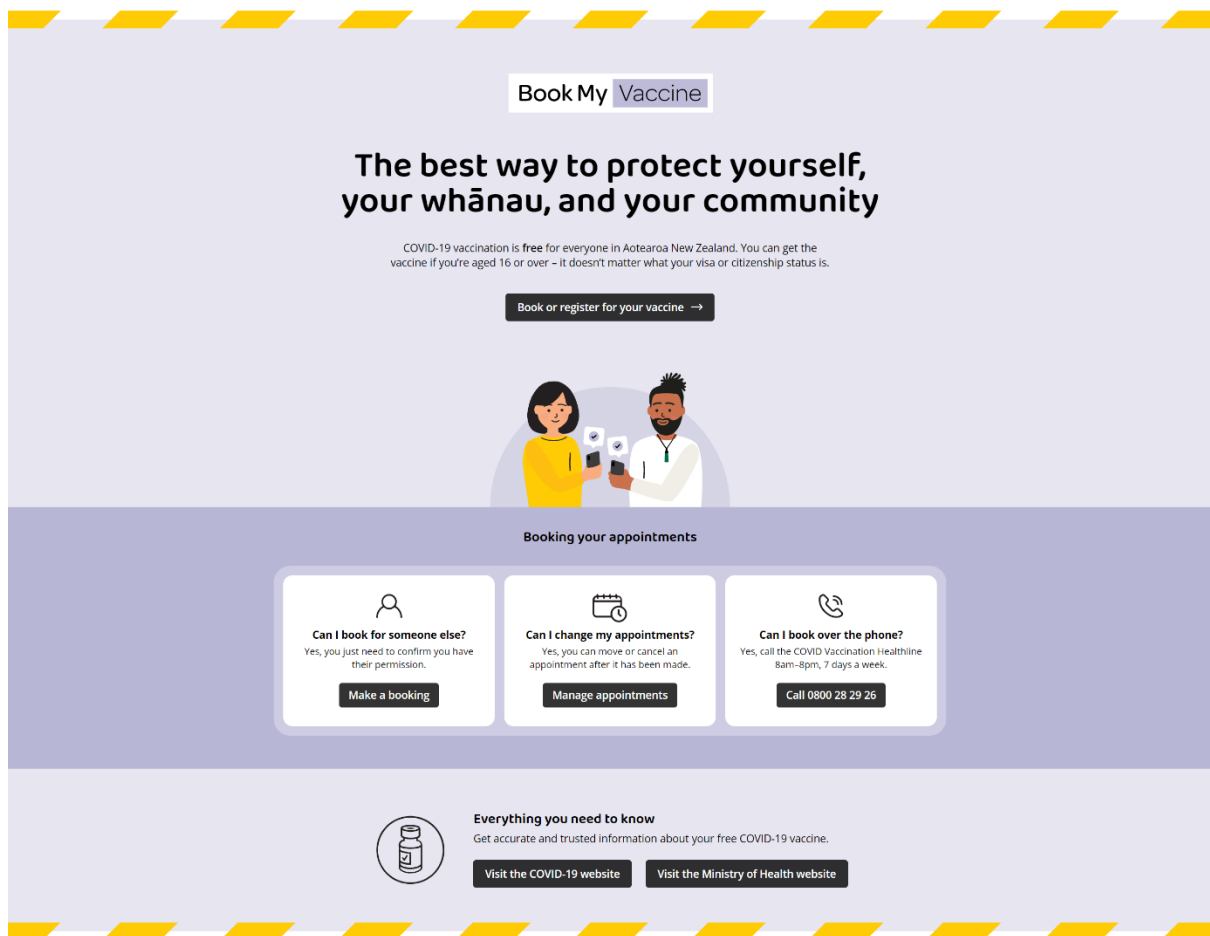 Book My Vaccine
The best way to protect yourself,
your whānau, and your community
COVID-19 vaccination is free for everyone in Aotearoa New Zealand. You can get the
vaccine if you're aged 16 or over – it doesn't matter what your visa or citizenship status is.
Book or register for your vaccine →
Booking your appointments
Can I book for someone else?
Yes, you just need to confirm you have
their permission.
Make a booking
Can I change my appointments?
Yes, you can move or cancel an
appointment after it has been made.
Manage appointments
Can I book over the phone?
Yes, call the COVID Vaccination Healthline
8am–8pm, 7 days a week.
Call 0800 28 29 26
Everything you need to know
Get accurate and trusted information about your free COVID-19 vaccine.
Visit the COVID-19 website
Visit the Ministry of Health website